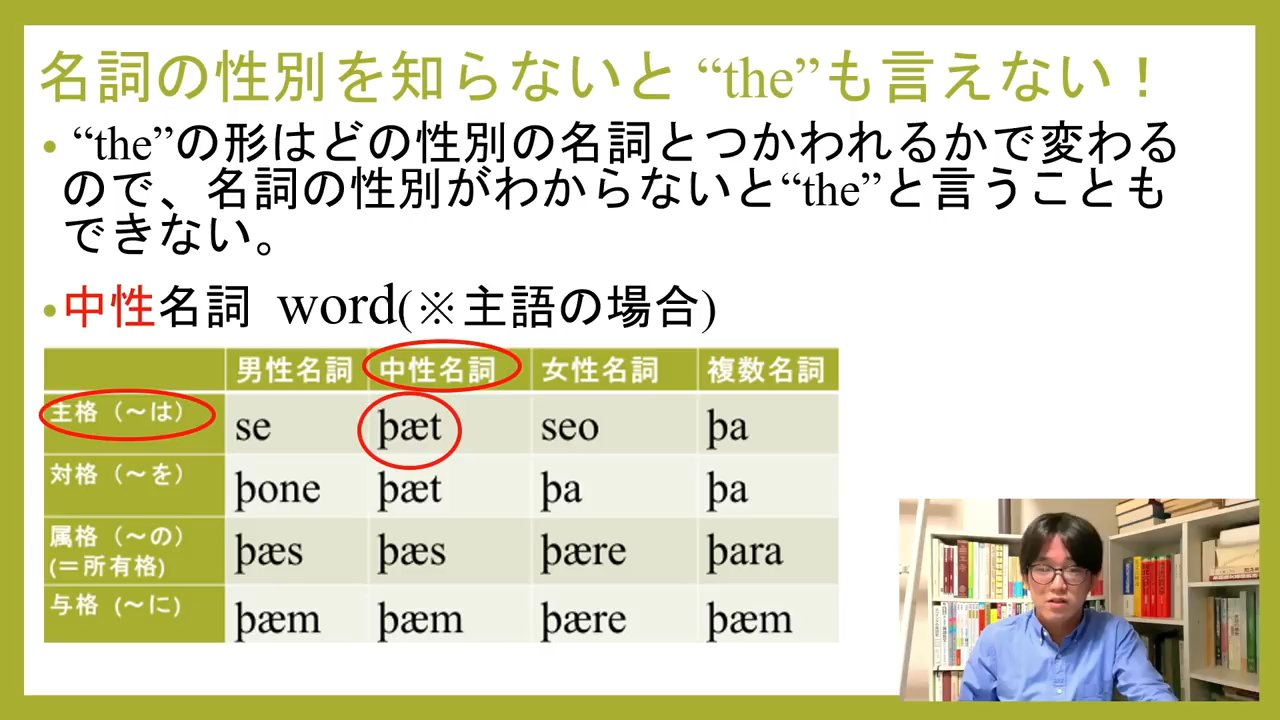 名詞の性別を知らないと “the”も言えない！
• “the”の形はどの性別の名詞とつかわれるかで変わる
ので、名詞の性別がわからないと“the”と言うことも
できない。
•中性名詞 word(※主語の場合)
男性名詞 中性名詞 女性名詞 複数名詞
主格（～は） se þæt seo þa
対格（～を） þone þæt þa þa
属格（～の） þæs þæs þære þara
(＝所有格)
与格 (～に) þæm þæm þære þæm